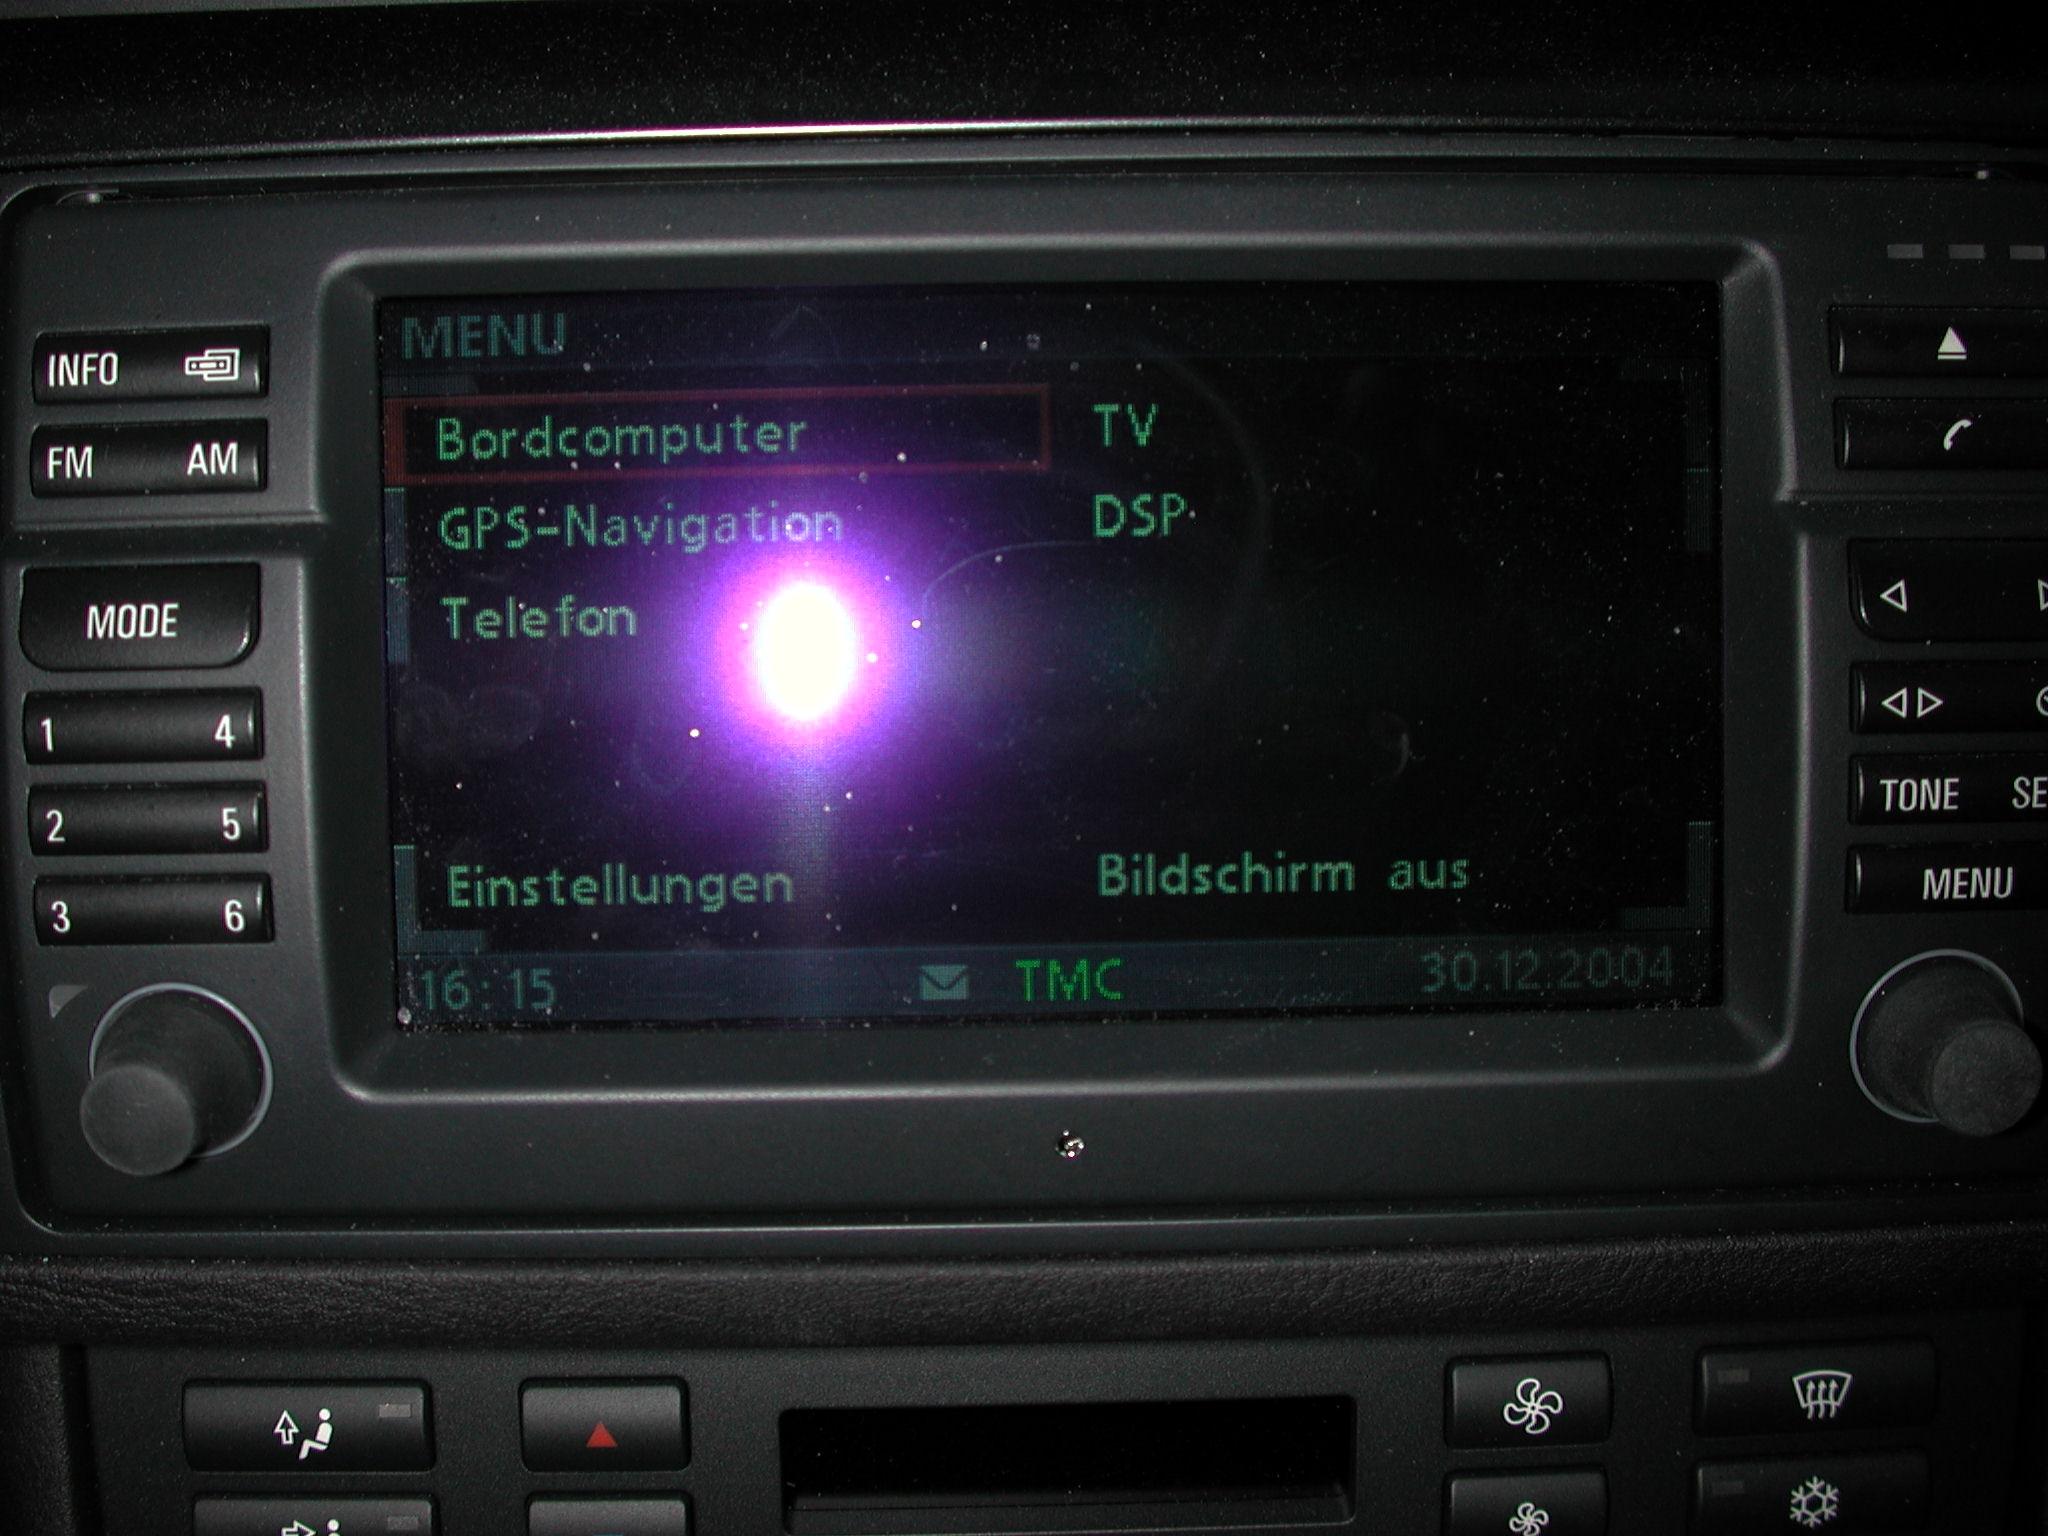 MENU
INFO
Bordcomputer TV
FM AM
GPS-Navigation DSP
MODE
Telefon
1 4
2 5
TONE
Einstellungen Bildschirm aus
MENU
3 6
16:15 TMC 30.12.2004